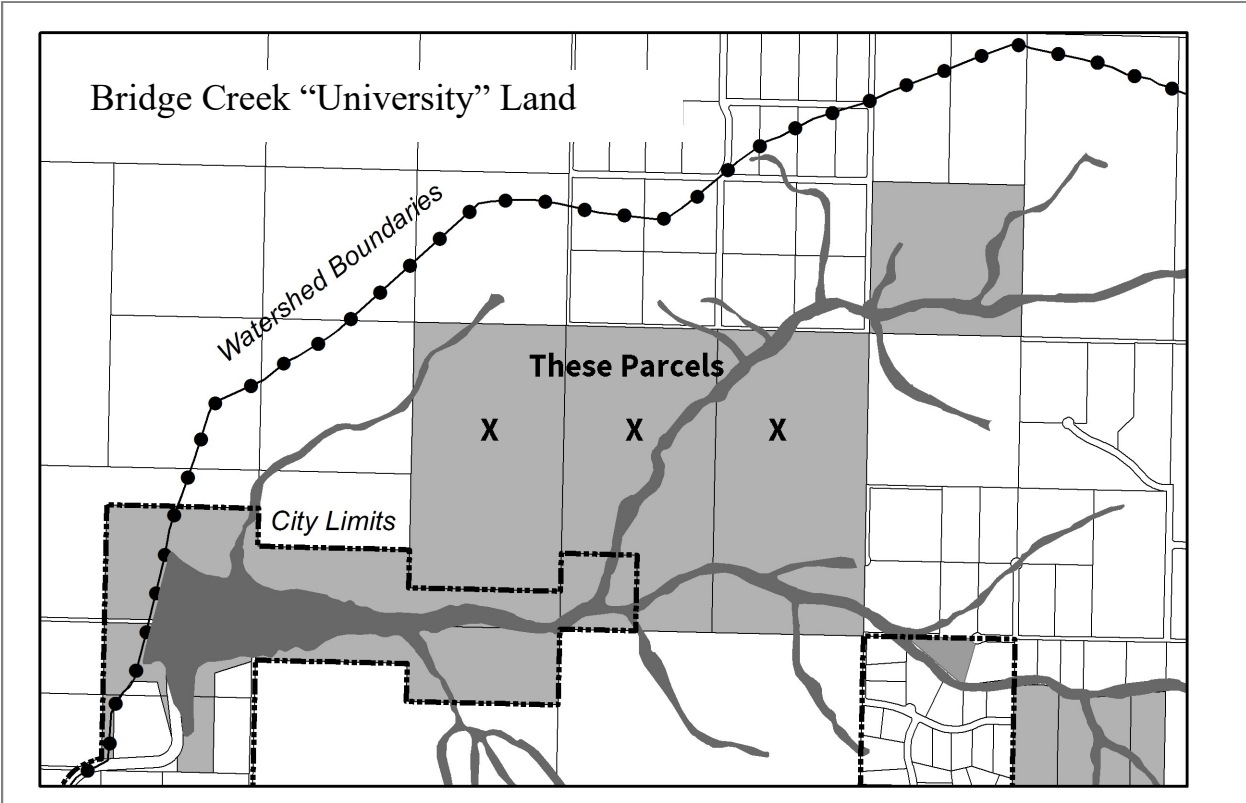 Bridge Creek “University” Land
Watershed Boundaries
These Parcels
X X X
City Limits